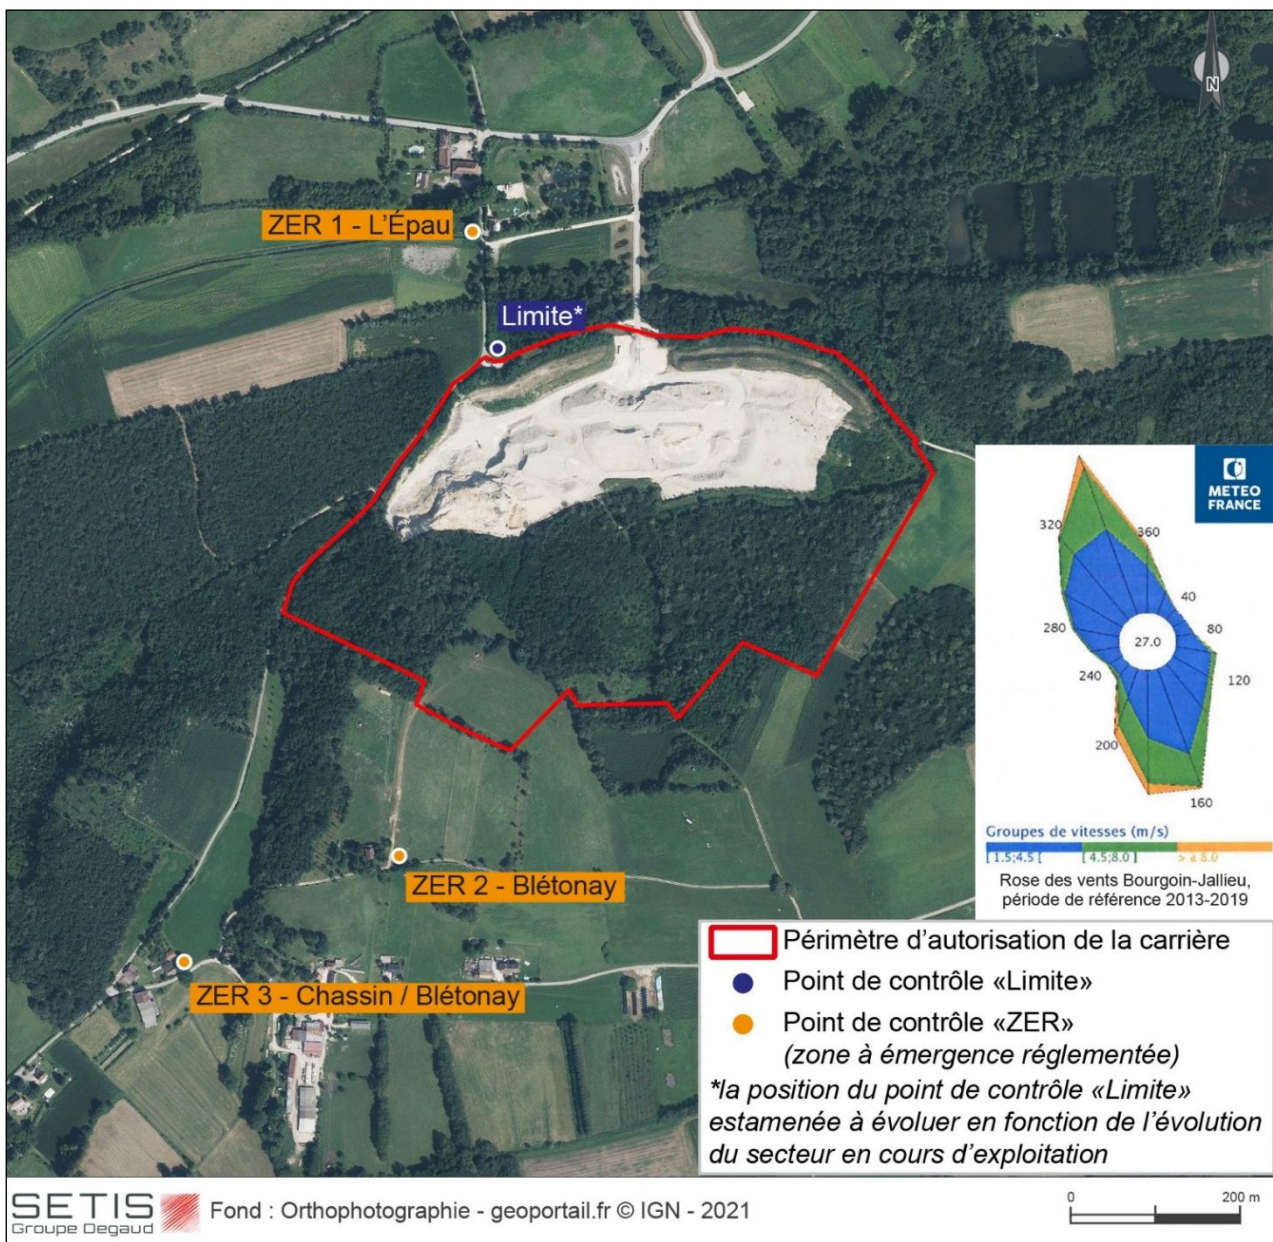 N
ZER 1 - L'Épau
Limite*
METEO
FRANCE
320
360
40
280
27.0
80
240
120
200
160
Groupes de vitesses (m/s)
[ 1.5;4.5 [
[ 4.5;8.0 ]
> à 8.0
Rose des vents Bourgoin-Jallieu,
période de référence 2013-2019
ZER 2 - Blétonay
ZER 3 - Chassin / Blétonay
Périmètre d'autorisation de la carrière
Point de contrôle «Limite»
Point de contrôle «ZER»
(zone à émergence réglementée)
*la position du point de contrôle «Limite»
estamenée à évoluer en fonction de l'évolution
du secteur en cours d'exploitation
SETIS
Groupe Degaud
Fond : Orthophotographie - geoportail.fr © IGN - 2021
0
200 m